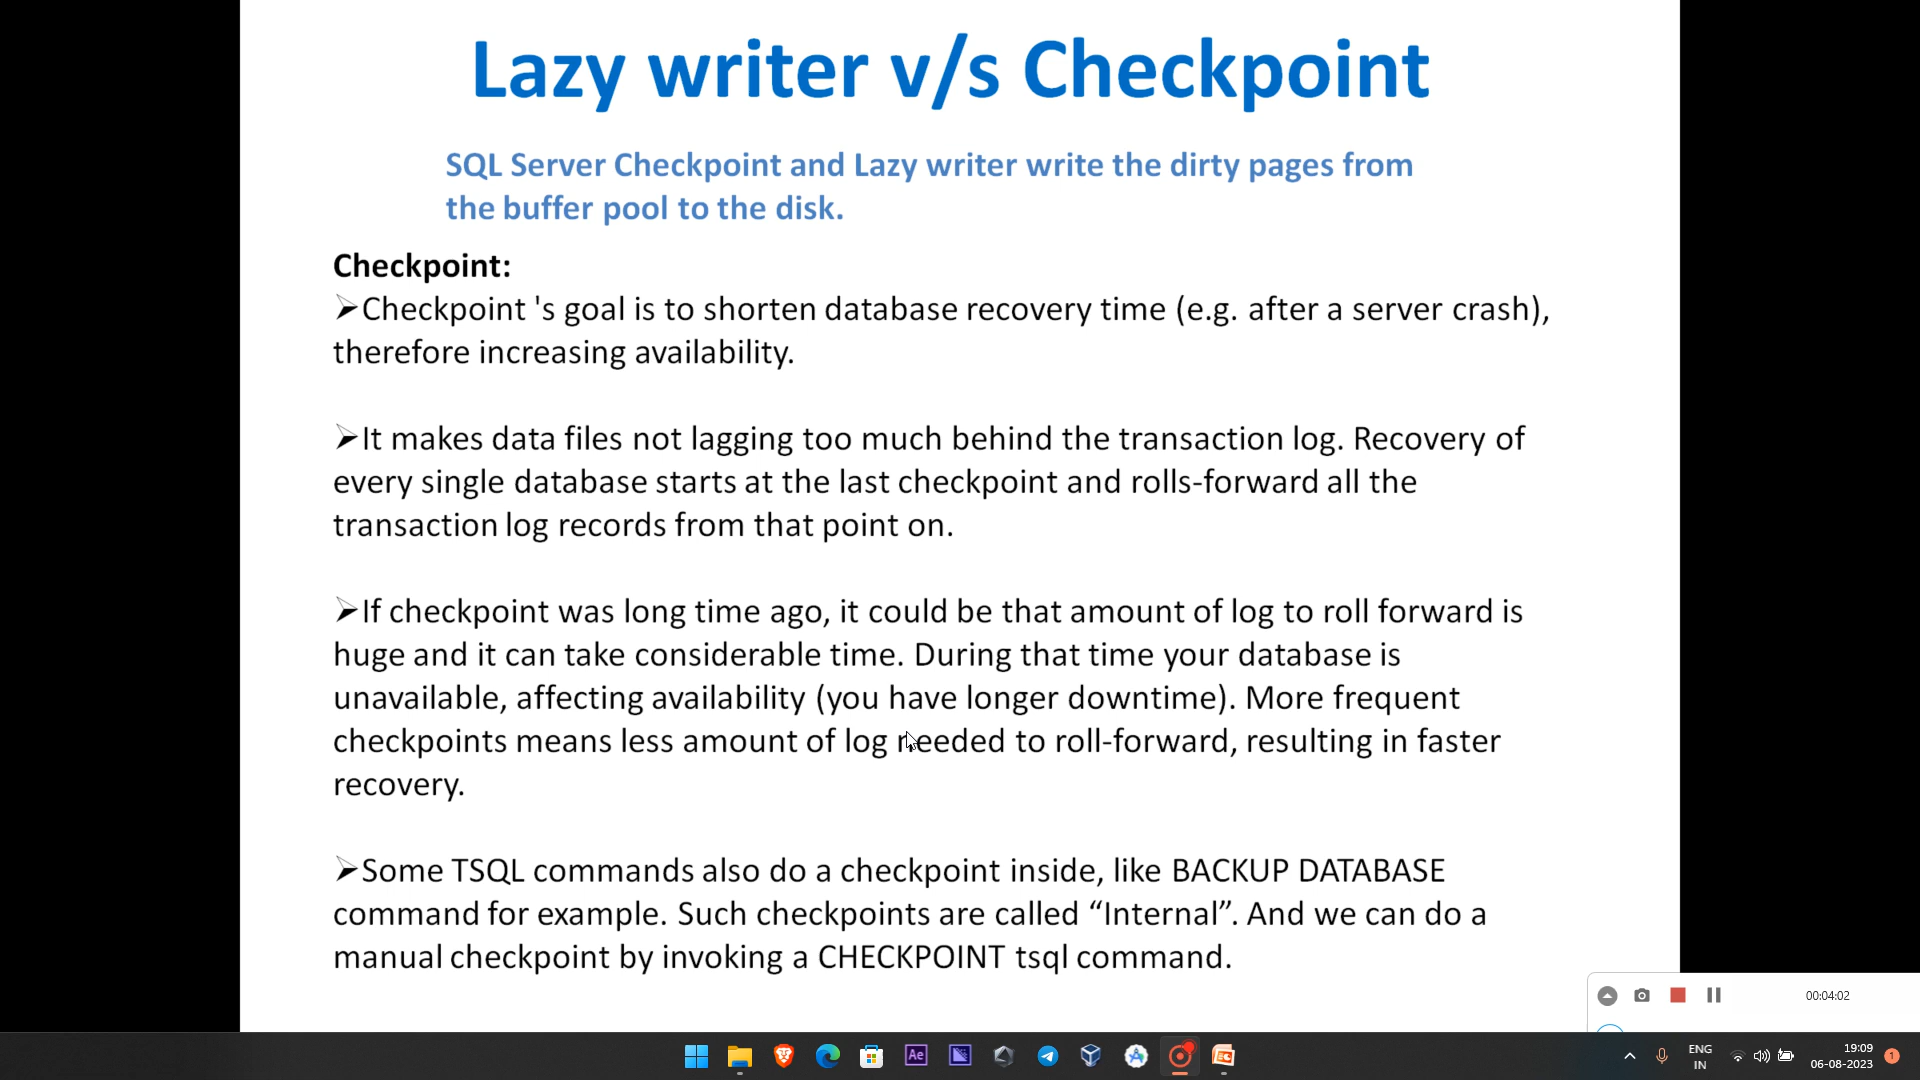 Lazy writer v/s Checkpoint
SQL Server Checkpoint and Lazy writer write the dirty pages from
the buffer pool to the disk.
Checkpoint:
➢Checkpoint 's goal is to shorten database recovery time (e.g. after a server crash),
therefore increasing availability.
➢It makes data files not lagging too much behind the transaction log. Recovery of
every single database starts at the last checkpoint and rolls-forward all the
transaction log records from that point on.
➢If checkpoint was long time ago, it could be that amount of log to roll forward is
huge and it can take considerable time. During that time your database is
unavailable, affecting availability (you have longer downtime). More frequent
checkpoints means less amount of log needed to roll-forward, resulting in faster
recovery.
➢Some TSQL commands also do a checkpoint inside, like BACKUP DATABASE
command for example. Such checkpoints are called “Internal”. And we can do a
manual checkpoint by invoking a CHECKPOINT tsql command.
00:04:02
Ae
ENG
IN
19:09
06-08-2023
1